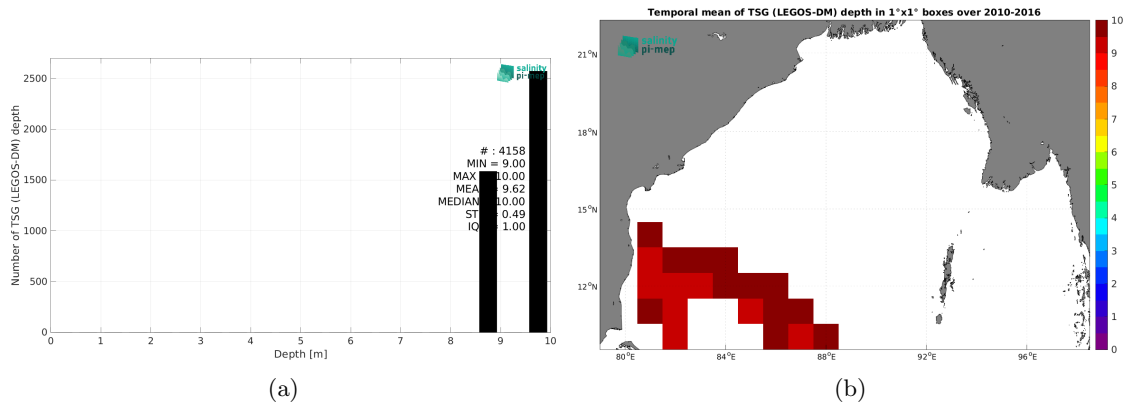 Number of TSG (LEGOS-DM) depth
2500
2000
1500
1000
500
0
0 1 2 3 4 5 6 7 8 9 10
Depth [m]
salinity
pi-mep
# : 4158
MIN = 9.00
MAX 10.00
MEA = 9.62
MEDIAN 10.00
ST = 0.49
IQ = 1.00
(a)
Temporal mean of TSG (LEGOS-DM) depth in 1°x1° boxes over 2010-2016
salinity
pi-mep
21°N
18°N
15°N
12°N
80°E 84°E 88°E 92°E 96°E
10
9
8
7
6
5
4
3
2
1
0
(b)